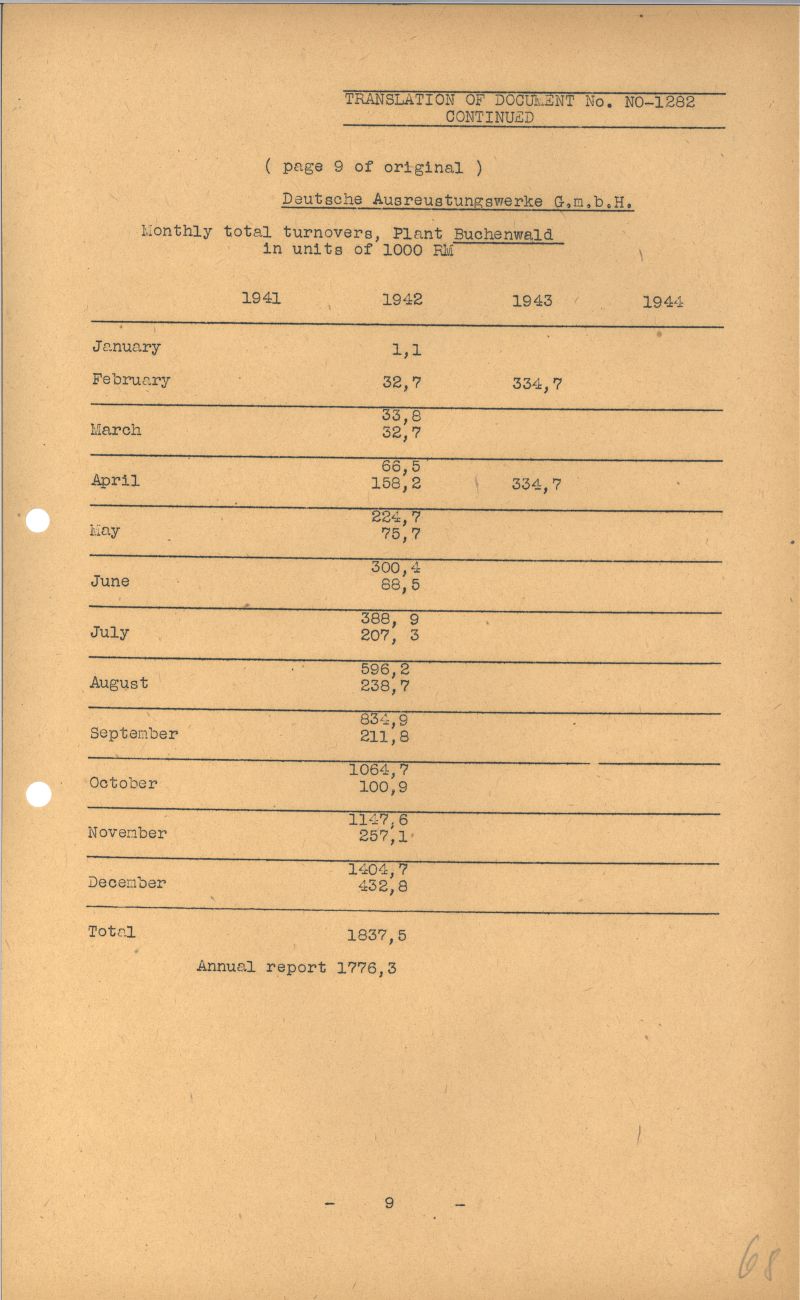 TRANSLATION OF DOCUMENT No. NO-1282
CONTINUED
( page 9 of original )
Deutsche Ausreustungswerke G.m.b.H.
Monthly total turnovers, Plant Buchenwald
in units of 1000 RM
1941 1942 1943 1944
January 1,1
February 32,7 334,7
33,8
March 32,7
66,5
April 158,2 334,7
224,7
May 75,7
300,4
June 88,5
388, 9
July 207, 3
596,2
August 238,7
834,9
September 211,8
1064,7
October 100,9
1147,6
November 257,1
1404,7
December 432,8
Total 1837,5
Annual report 1776,3
- 9 -
68